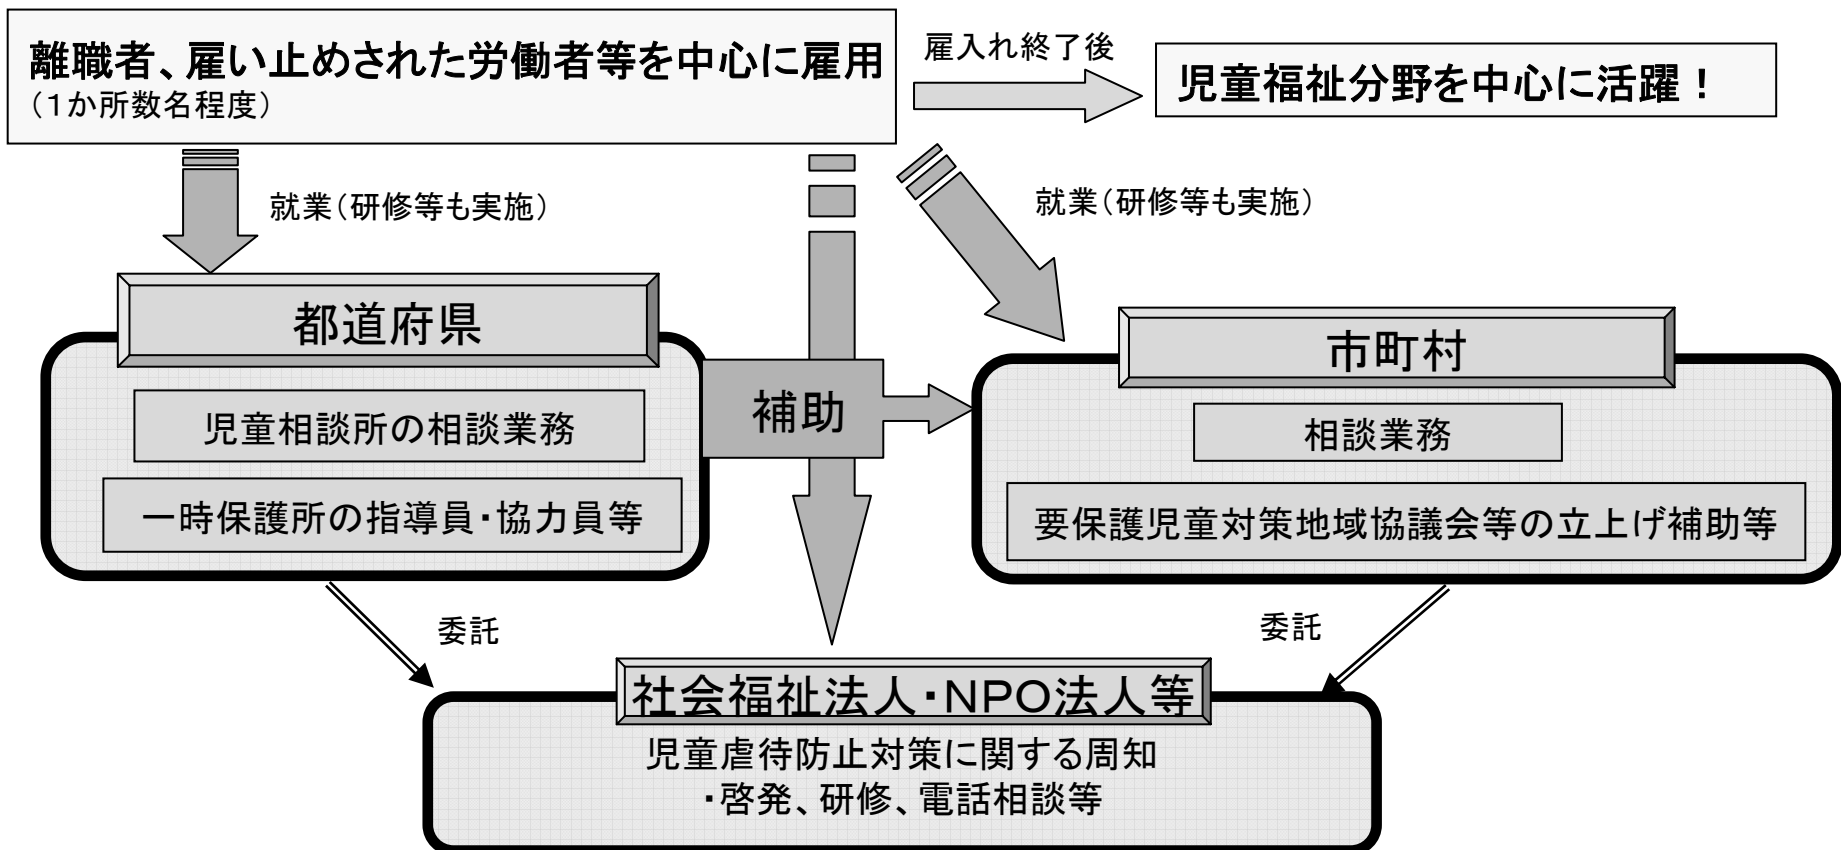 離職者、雇い止めされた労働者等を中心に雇用
（１か所数名程度）
雇入れ終了後
児童福祉分野を中心に活躍！
就業（研修等も実施）
就業（研修等も実施）
都道府県
児童相談所の相談業務
一時保護所の指導員・協力員等
補助
市町村
相談業務
要保護児童対策地域協議会等の立上げ補助等
委託
委託
社会福祉法人・NPO法人等
児童虐待防止対策に関する周知
・啓発、研修、電話相談等